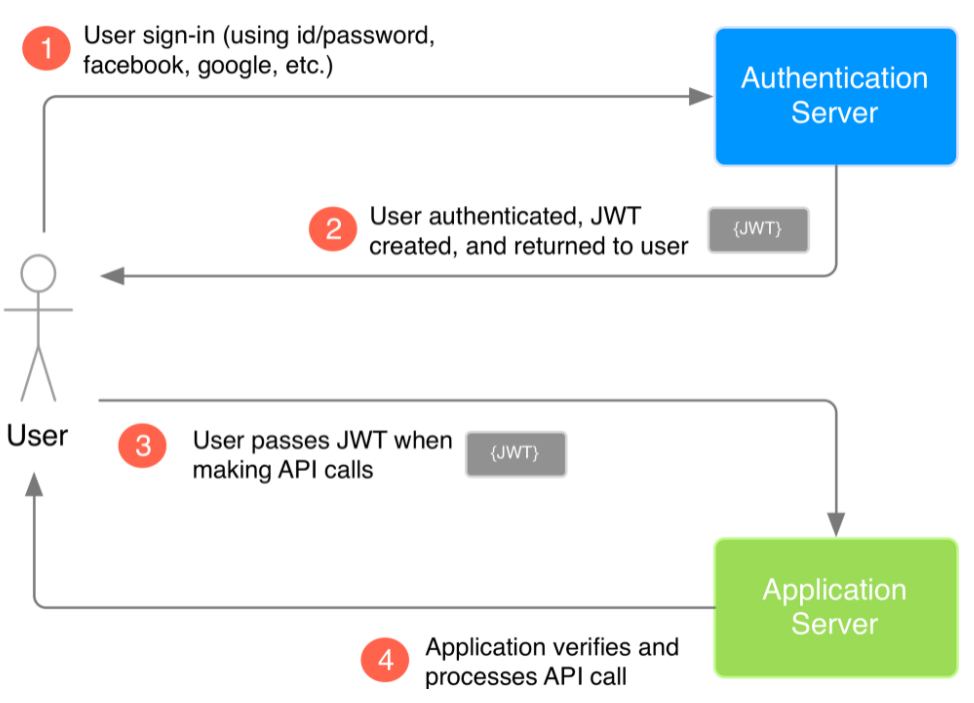 1
User sign-in (using id/password,
facebook, google, etc.)
Authentication
Server
2
User authenticated, JWT
created, and returned to user
{JWT}
User
3
User passes JWT when
making API calls
{JWT}
Application
Server
4
Application verifies and
processes API call